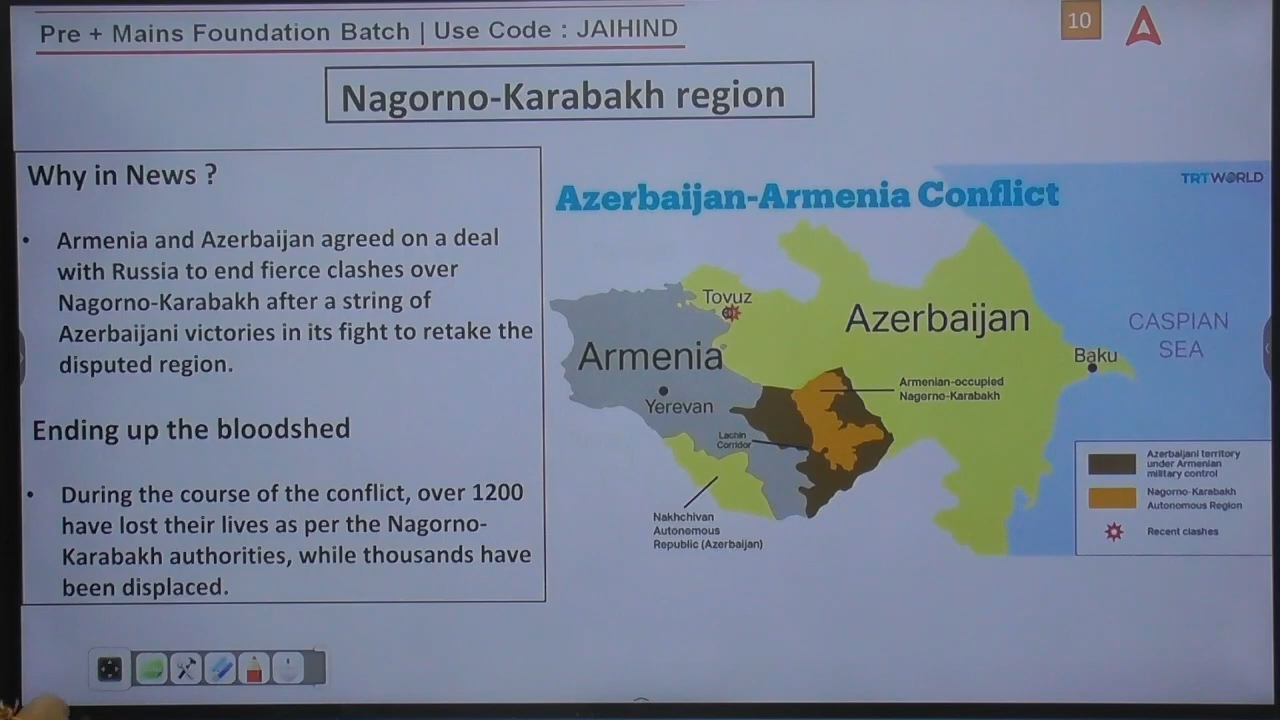 Pre + Mains Foundation Batch | Use Code : JAIHIND
10
Nagorno-Karabakh region
Why in News ?
• Armenia and Azerbaijan agreed on a deal
with Russia to end fierce clashes over
Nagorno-Karabakh after a string of
Azerbaijani victories in its fight to retake the
disputed region.
Ending up the bloodshed
• During the course of the conflict, over 1200
have lost their lives as per the Nagorno-
Karabakh authorities, while thousands have
been displaced.
TRTWORLD
Azerbaijan-Armenia Conflict
Tovuz
Azerbaijan
CASPIAN
SEA
Armenia
Baku
Yerevan
Armenian-occupied
Nagorno-Karabakh
Lachin
Corridor
Nakhchivan
Autonomous
Republic (Azerbaijan)
Azerbaijani territory
under Armenian
military control
Nagorno-Karabakh
Autonomous Region
Recent clashes